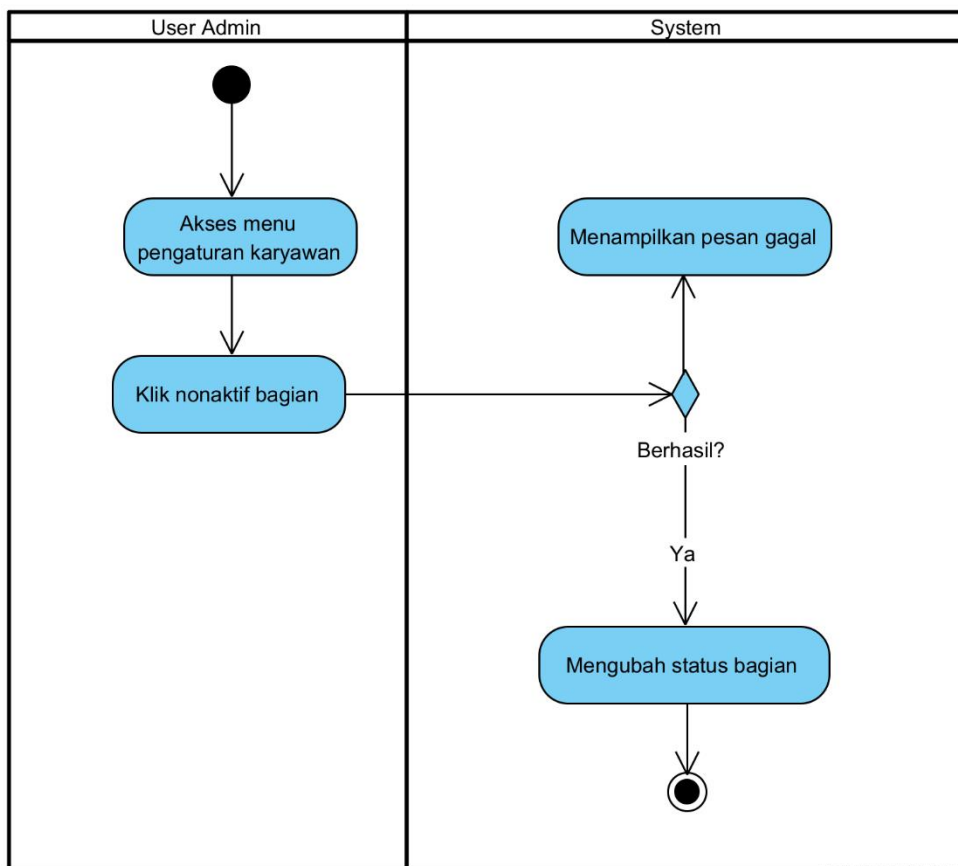 User Admin
System
Akses menu
pengaturan karyawan
Menampilkan pesan gagal
Klik nonaktif bagian
Berhasil?
Ya
Mengubah status bagian